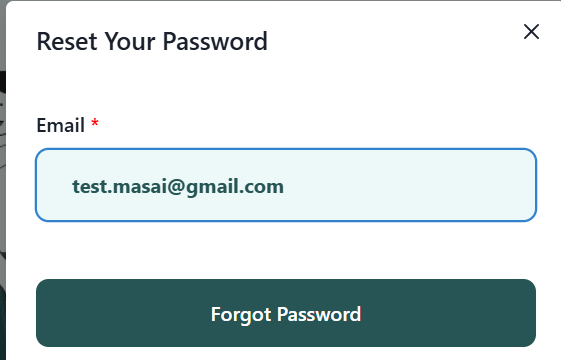 Reset Your Password
Email *
test.masai@gmail.com
Forgot Password